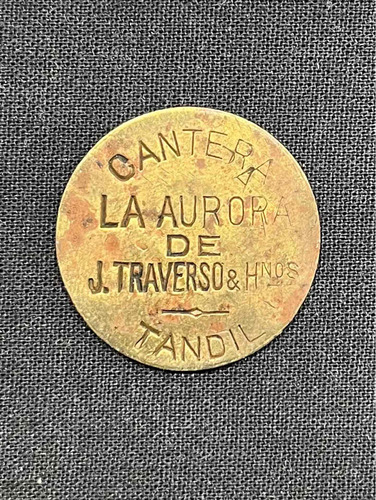 CANTERA
LA AURORA
DE
J. TRAVERSO & HNOS
TANDIL